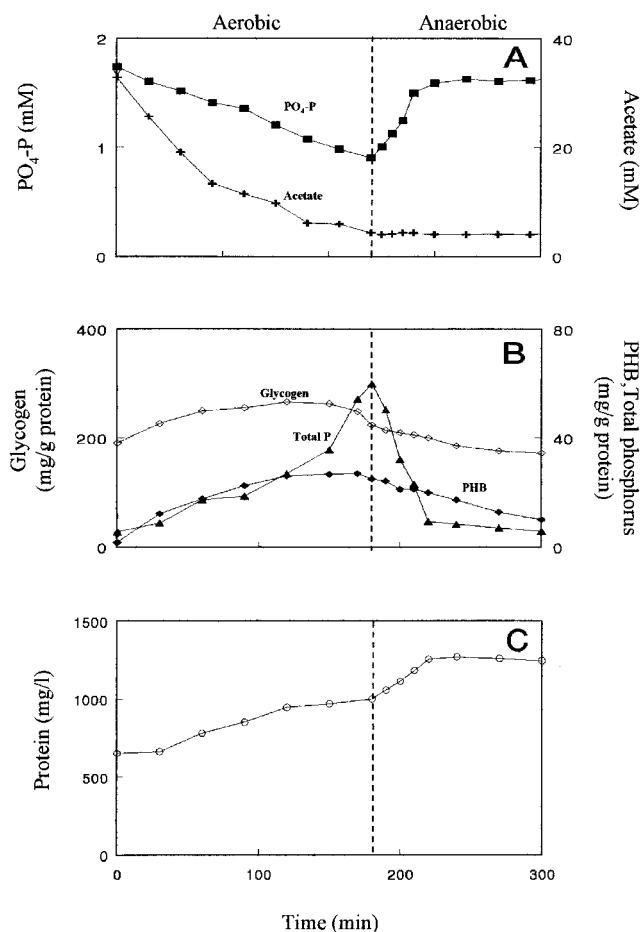 Aerobic Anaerobic
2 40
A
PO4-P
PO4-P (mM)
1 20
Acetate (mM)
Acetate
0 0
400 80
B
Glycogen
Glycogen (mg/g protein)
Total P
200 40
PHB
PHB, Total phosphorus (mg/g protein)
0 0
1500
C
1000
Protein (mg/l)
500
0
0 100 200 300
Time (min)